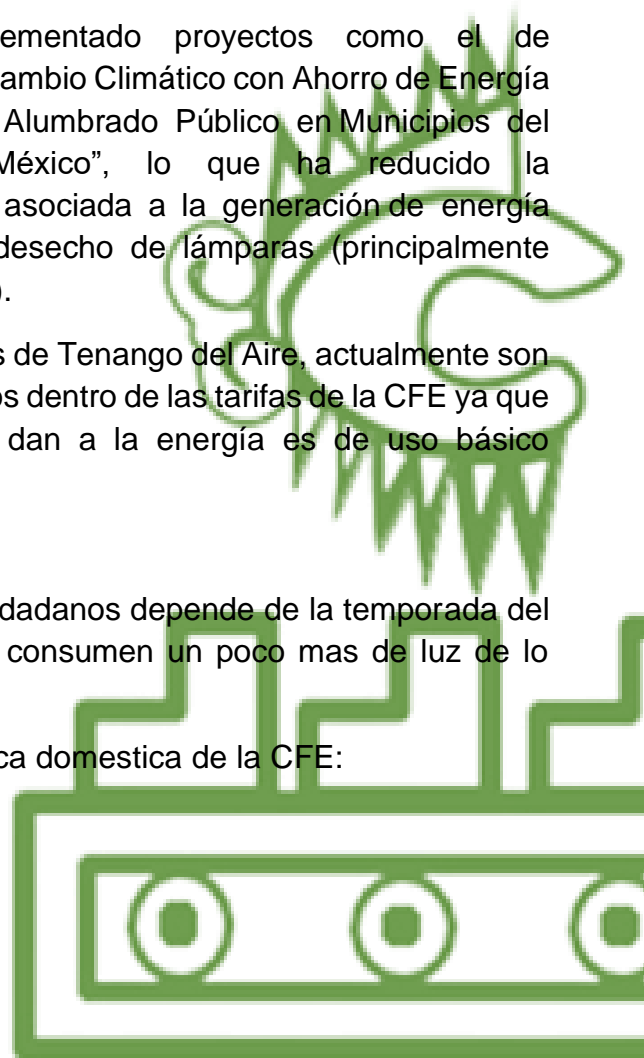 ementado proyectos como el de
ambio Climático con Ahorro de Energía
Alumbrado Público en Municipios del
México”, lo que ha reducido la
asociada a la generación de energía
desecho de lámparas (principalmente
).
s de Tenango del Aire, actualmente son
os dentro de las tarifas de la CFE ya que
dan a la energía es de uso básico
dadanos depende de la temporada del
consumen un poco mas de luz de lo
ca domestica de la CFE: